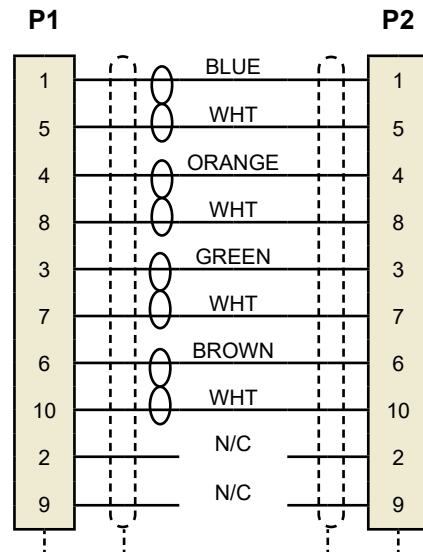 P1 P2
1 BLUE 1
5 WHT 5
4 ORANGE 4
8 WHT 8
3 GREEN 3
7 WHT 7
6 BROWN 6
10 WHT 10
2 N/C 2
9 N/C 9